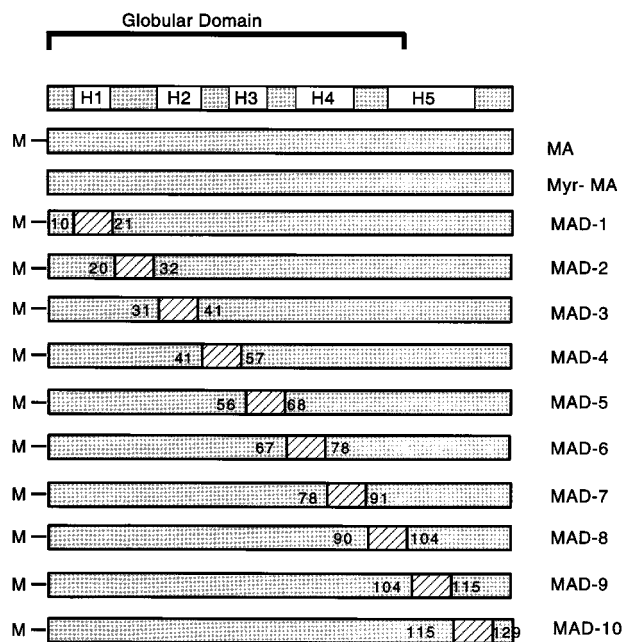 Globular Domain
H1 H2 H3 H4 H5
M MA
Myr- MA
M 10 21 MAD-1
M 20 32 MAD-2
M 31 41 MAD-3
M 41 57 MAD-4
M 56 68 MAD-5
M 67 78 MAD-6
M 78 91 MAD-7
M 90 104 MAD-8
M 104 115 MAD-9
M 115 129 MAD-10